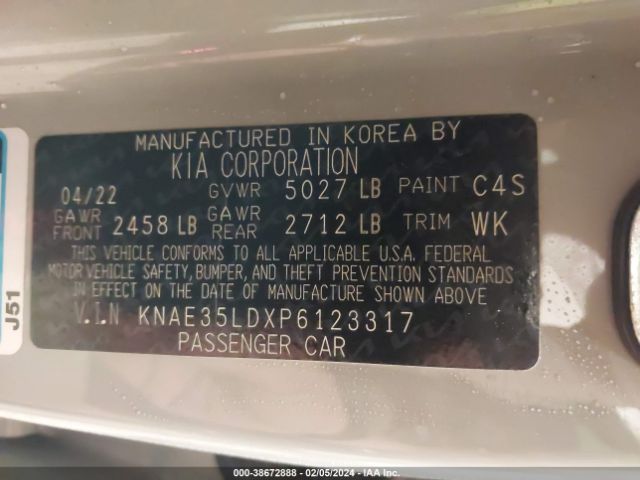 MANUFACTURED IN KOREA BY
KIA CORPORATION
04/22 GVWR 5027 LB PAINT C4S
GAWR FRONT 2458 LB GAWR REAR 2712 LB TRIM WK
THIS VEHICLE CONFORMS TO ALL APPLICABLE U.S.A. FEDERAL
MOTOR VEHICLE SAFETY, BUMPER, AND THEFT PREVENTION STANDARDS
IN EFFECT ON THE DATE OF MANUFACTURE SHOWN ABOVE
V.I.N KNAE35LDXP6123317
PASSENGER CAR
J51
000-38672888 - 02/05/2024 - IAA Inc.